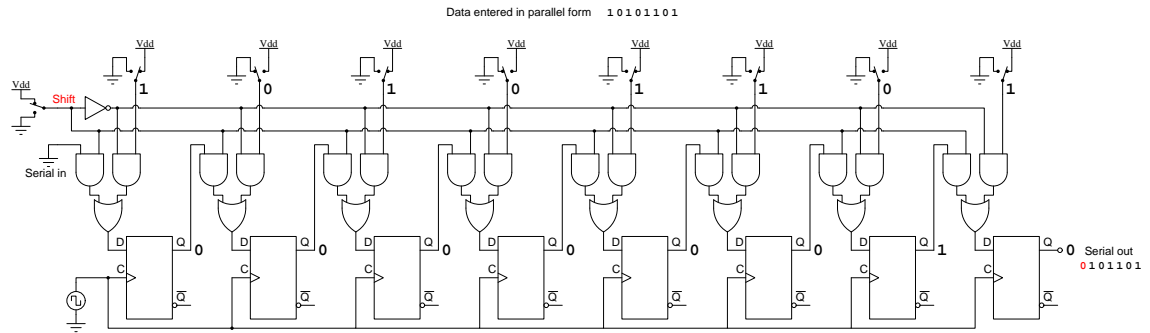 Data entered in parallel form 1 0 1 0 1 1 0 1
Vdd Vdd Vdd Vdd Vdd Vdd Vdd Vdd
Vdd
1 0 1 0 1 1 0 1
Shift
Serial in
D Q D Q D Q D Q D Q D Q D Q D Q
0 0 0 0 0 0 1 0
Serial out
0 1 0 1 1 0 1
C C C C C C C C
Q Q Q Q Q Q Q Q